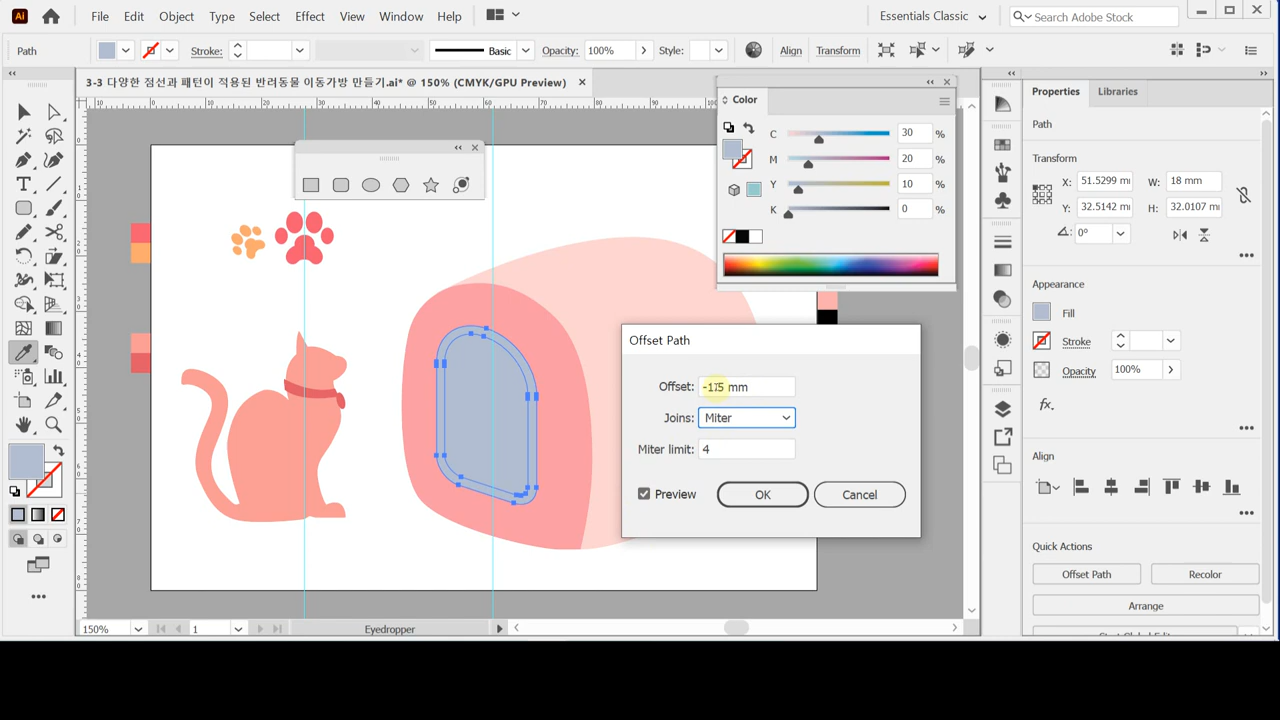 Ai File Edit Object Type Select Effect View Window Help Essentials Classic Search Adobe Stock
Path Stroke: Basic Opacity: 100% Style: Align Transform
3-3 다양한 점선과 패턴이 적용된 반려동물 이동가방 만들기.ai* @ 150% (CMYK/GPU Preview)
Color
C 30 %
M 20 %
Y 10 %
K 0 %
Offset Path
Offset: -1.5 mm
Joins: Miter
Miter limit: 4
Preview OK Cancel
Properties Libraries
Path
Transform
X: 51.5299 m W: 18 mm
Y: 32.5142 m H: 32.0107 m
0°
Appearance
Fill
Stroke
Opacity 100%
fx.
Align
Quick Actions
Offset Path Recolor
Arrange
150% 1 Eyedropper